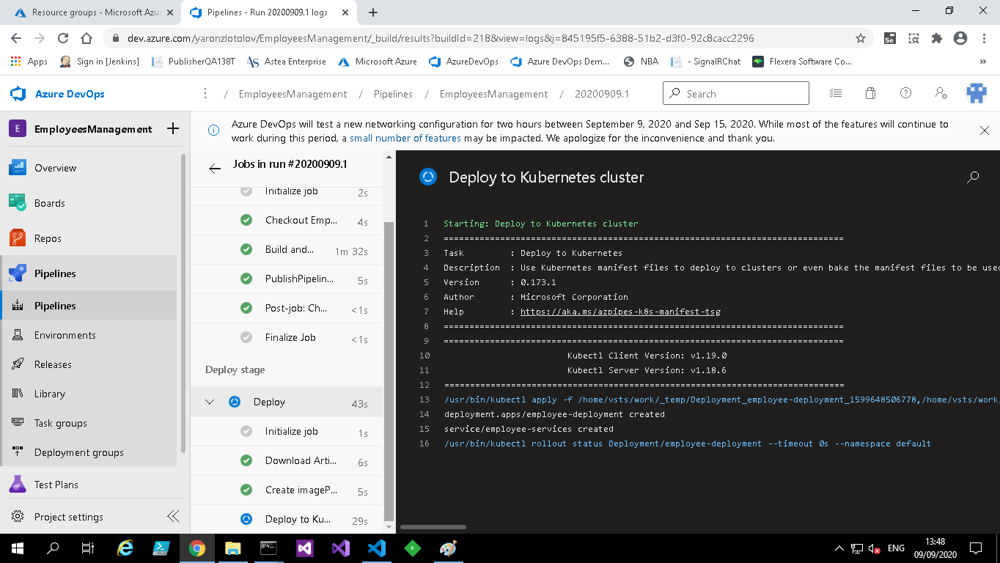 Resource groups - Microsoft Azu
Pipelines - Run 20200909.1 logs
dev.azure.com/yaronzlotolov/EmployeesManagement/_build/results?buildId=218&view=logs&j=845195f5-6388-51b2-d3f0-92c8cacc2296
Apps Sign in [Jenkins] PublisherQA138T Astea Enterprise Microsoft Azure AzureDevOps Azure DevOps Dem... NBA - SignalRChat Flexera Software Co...
Azure DevOps
EmployeesManagement / Pipelines / EmployeesManagement / 20200909.1
Search
E EmployeesManagement
Overview
Boards
Repos
Pipelines
Pipelines
Environments
Releases
Library
Task groups
Deployment groups
Test Plans
Project settings
Azure DevOps will test a new networking configuration for two hours between September 9, 2020 and Sep 15, 2020. While most of the features will continue to
work during this period, a small number of features may be impacted. We apologize for the inconvenience and thank you.
Jobs in run #20200909.1
Initialize job 2s
Checkout Emp... 4s
Build and... 1m 32s
PublishPipelin... 5s
Post-job: Ch... <1s
Finalize Job <1s
Deploy stage
Deploy 43s
Initialize job 1s
Download Arti... 6s
Create imageP... 5s
Deploy to Ku... 29s
Deploy to Kubernetes cluster
1 Starting: Deploy to Kubernetes cluster
2 ==============================================================================
3 Task : Deploy to Kubernetes
4 Description : Use Kubernetes manifest files to deploy to clusters or even bake the manifest files to be used
5 Version : 0.173.1
6 Author : Microsoft Corporation
7 Help : https://aka.ms/azpipes-k8s-manifest-tsg
8 ==============================================================================
9 ==============================================================================
10 Kubectl Client Version: v1.19.0
11 Kubectl Server Version: v1.18.6
12 ==============================================================================
13 /usr/bin/kubectl apply -f /home/vsts/work/_temp/Deployment_employee-deployment_1599648506778,/home/vsts/work/
14 deployment.apps/employee-deployment created
15 service/employee-services created
16 /usr/bin/kubectl rollout status Deployment/employee-deployment --timeout 0s --namespace default
ENG
13:48
09/09/2020